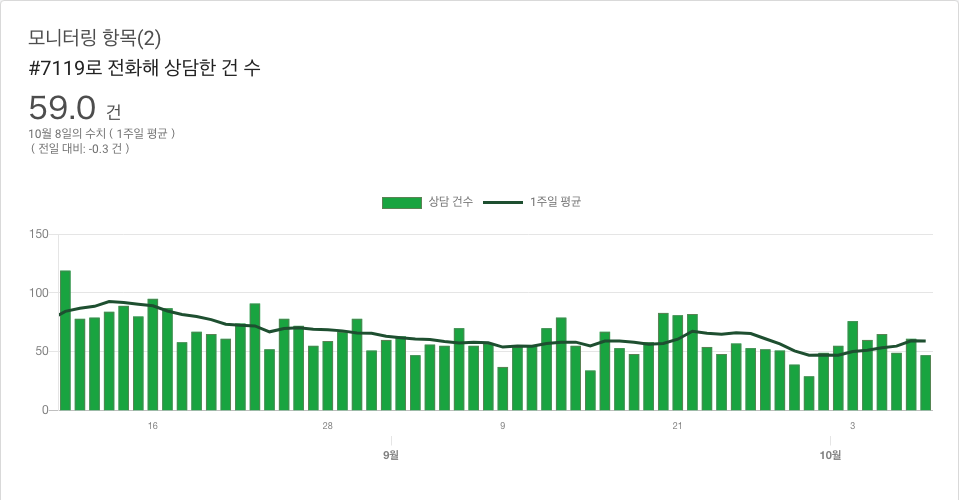 모니터링 항목(2)
#7119로 전화해 상담한 건 수
59.0 건
10월 8일의 수치 ( 1주일 평균 )
( 전일 대비: -0.3 건 )
상담 건수 1주일 평균
150
100
50
0
16 28 9 21 3
9월 10월